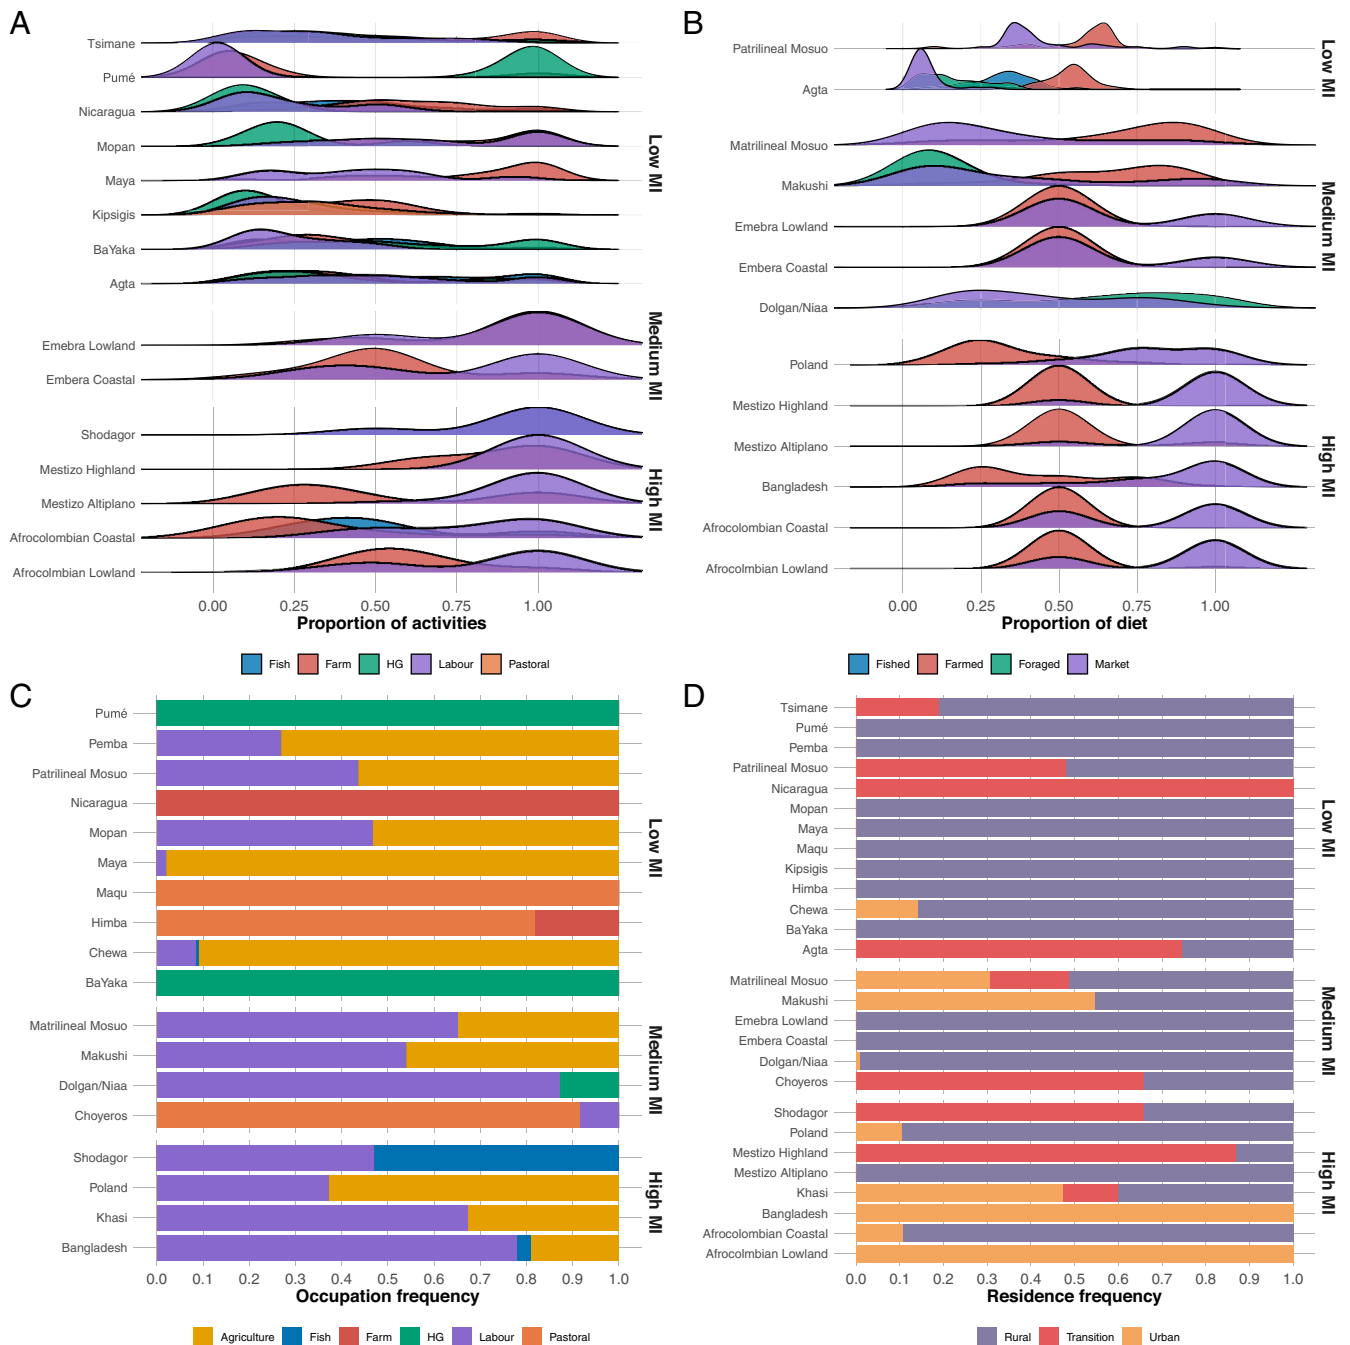 A
Tsimane
Pumé
Nicaragua
Mopan
Maya
Kipsigis
BaYaka
Agta
Low MI
Emebra Lowland
Embera Coastal
Medium MI
Shodagor
Mestizo Highland
Mestizo Altiplano
Afrocolombian Coastal
Afrocolmbian Lowland
High MI
0.00 0.25 0.50 0.75 1.00
Proportion of activities
Fish Farm HG Labour Pastoral
B
Patrilineal Mosuo
Agta
Low MI
Matrilineal Mosuo
Makushi
Emebra Lowland
Embera Coastal
Dolgan/Niaa
Medium MI
Poland
Mestizo Highland
Mestizo Altiplano
Bangladesh
Afrocolombian Coastal
Afrocolmbian Lowland
High MI
0.00 0.25 0.50 0.75 1.00
Proportion of diet
Fished Farmed Foraged Market
C
Pumé
Pemba
Patrilineal Mosuo
Nicaragua
Mopan
Maya
Maqu
Himba
Chewa
BaYaka
Low MI
Matrilineal Mosuo
Makushi
Dolgan/Niaa
Choyeros
Medium MI
Shodagor
Poland
Khasi
Bangladesh
High MI
0.0 0.1 0.2 0.3 0.4 0.5 0.6 0.7 0.8 0.9 1.0
Occupation frequency
Agriculture Fish Farm HG Labour Pastoral
D
Tsimane
Pumé
Pemba
Patrilineal Mosuo
Nicaragua
Mopan
Maya
Maqu
Kipsigis
Himba
Chewa
BaYaka
Agta
Low MI
Matrilineal Mosuo
Makushi
Emebra Lowland
Embera Coastal
Dolgan/Niaa
Choyeros
Medium MI
Shodagor
Poland
Mestizo Highland
Mestizo Altiplano
Khasi
Bangladesh
Afrocolombian Coastal
Afrocolmbian Lowland
High MI
0.0 0.1 0.2 0.3 0.4 0.5 0.6 0.7 0.8 0.9 1.0
Residence frequency
Rural Transition Urban